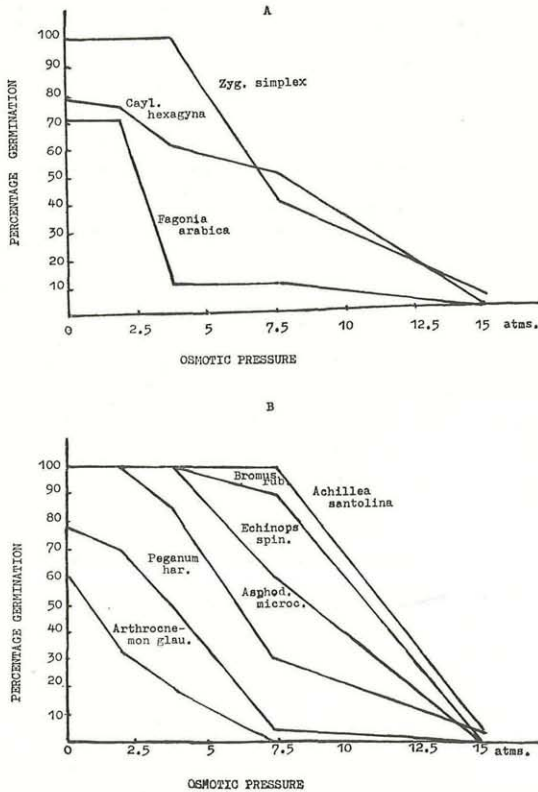 A
100
90
80
70
60
50
40
30
20
10
PERCENTAGE GERMINATION
Zyg. simplex
Cayl.
hexagyna
Fagonia
arabica
0 2.5 5 7.5 10 12.5 15 atms.
OSMOTIC PRESSURE
B
100
90
80
70
60
50
40
30
20
10
PERCENTAGE GERMINATION
Bromus
rub.
Achillea
santolina
Echinops
spin.
Peganum
har.
Asphod.
microc.
Arthrocne-
mon glau.
0 2.5 5 7.5 10 12.5 15 atms.
OSMOTIC PRESSURE